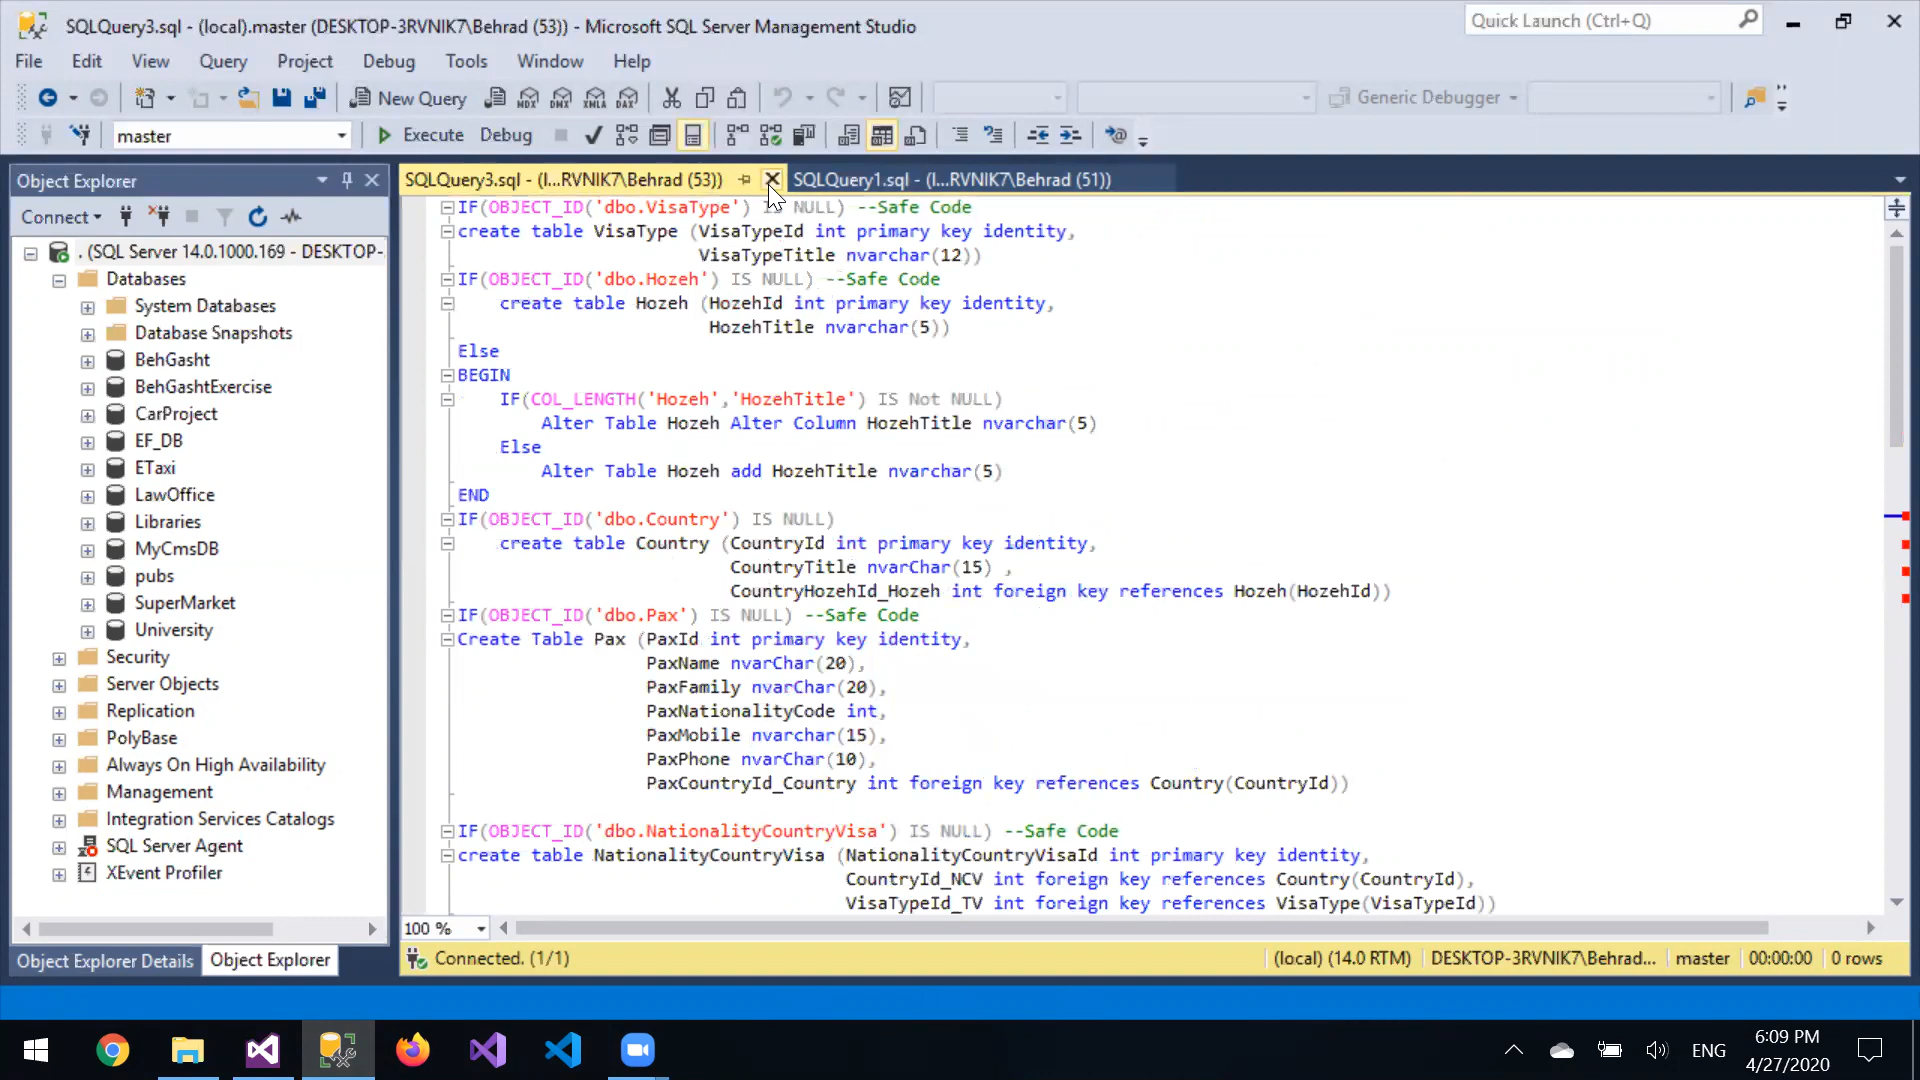 SQLQuery3.sql - (local).master (DESKTOP-3RVNIK7\Behrad (53)) - Microsoft SQL Server Management Studio
Quick Launch (Ctrl+Q)
File Edit View Query Project Debug Tools Window Help
New Query
MDX DMX XMLA DAX
Generic Debugger
master
Execute Debug
Object Explorer
SQLQuery3.sql - (l...RVNIK7\Behrad (53))
SQLQuery1.sql - (l...RVNIK7\Behrad (51))
Connect
. (SQL Server 14.0.1000.169 - DESKTOP-
Databases
System Databases
Database Snapshots
BehGasht
BehGashtExercise
CarProject
EF_DB
ETaxi
LawOffice
Libraries
MyCmsDB
pubs
SuperMarket
University
Security
Server Objects
Replication
PolyBase
Always On High Availability
Management
Integration Services Catalogs
SQL Server Agent
XEvent Profiler
Object Explorer Details
Object Explorer
IF(OBJECT_ID('dbo.VisaType') IS NULL) --Safe Code
create table VisaType (VisaTypeId int primary key identity,
VisaTypeTitle nvarchar(12))
IF(OBJECT_ID('dbo.Hozeh') IS NULL) --Safe Code
create table Hozeh (HozehId int primary key identity,
HozehTitle nvarchar(5))
Else
BEGIN
IF(COL_LENGTH('Hozeh','HozehTitle') IS Not NULL)
Alter Table Hozeh Alter Column HozehTitle nvarchar(5)
Else
Alter Table Hozeh add HozehTitle nvarchar(5)
END
IF(OBJECT_ID('dbo.Country') IS NULL)
create table Country (CountryId int primary key identity,
CountryTitle nvarChar(15) ,
CountryHozehId_Hozeh int foreign key references Hozeh(HozehId))
IF(OBJECT_ID('dbo.Pax') IS NULL) --Safe Code
Create Table Pax (PaxId int primary key identity,
PaxName nvarChar(20),
PaxFamily nvarChar(20),
PaxNationalityCode int,
PaxMobile nvarchar(15),
PaxPhone nvarChar(10),
PaxCountryId_Country int foreign key references Country(CountryId))
IF(OBJECT_ID('dbo.NationalityCountryVisa') IS NULL) --Safe Code
create table NationalityCountryVisa (NationalityCountryVisaId int primary key identity,
CountryId_NCV int foreign key references Country(CountryId),
VisaTypeId_TV int foreign key references VisaType(VisaTypeId))
100 %
Connected. (1/1)
(local) (14.0 RTM)
DESKTOP-3RVNIK7\Behrad...
master
00:00:00
0 rows
ENG
6:09 PM
4/27/2020